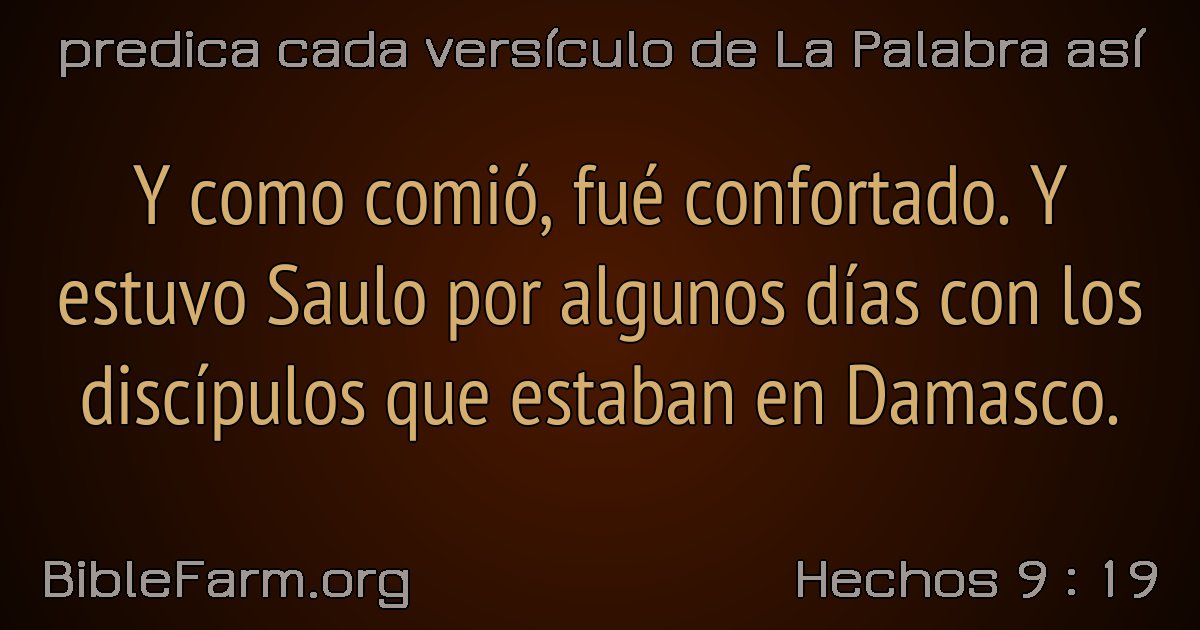 predica cada versículo de La Palabra así
Y como comió, fué confortado. Y
estuvo Saulo por algunos días con los
discípulos que estaban en Damasco.
BibleFarm.org
Hechos 9 : 19